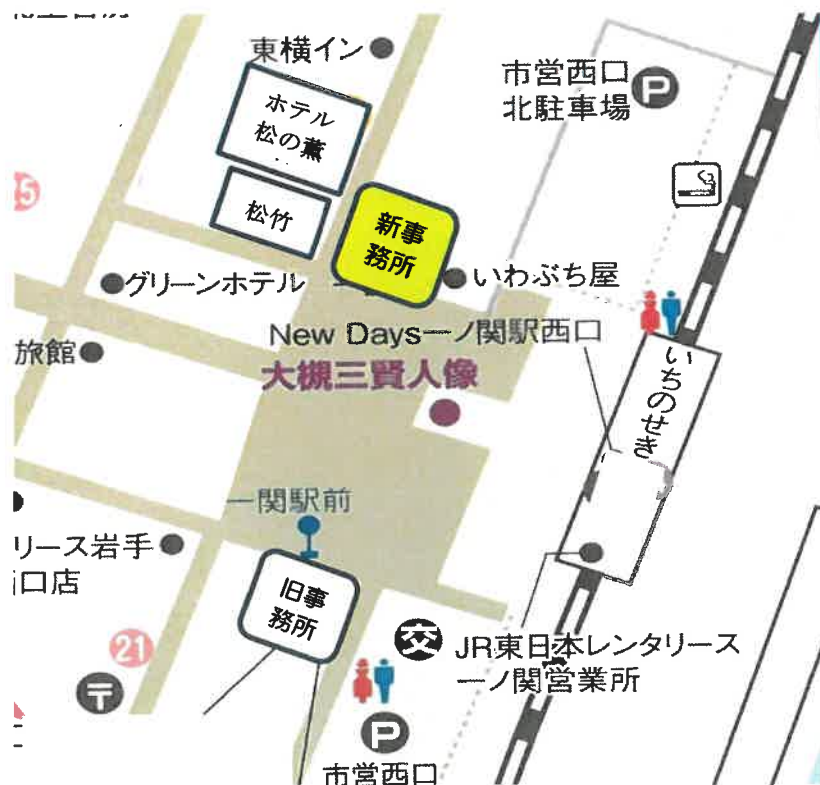 東横イン
市営西口
北駐車場
P
ホテル
松の薫
松竹
新事
務所
いわぶち屋
グリーンホテル
New Days一ノ関駅西口
旅館
大槻三賢人像
いちのせき
一関駅前
リース岩手
口店
旧事
務所
交
JR東日本レンタリース
一ノ関営業所
21
〒
P
市営西口